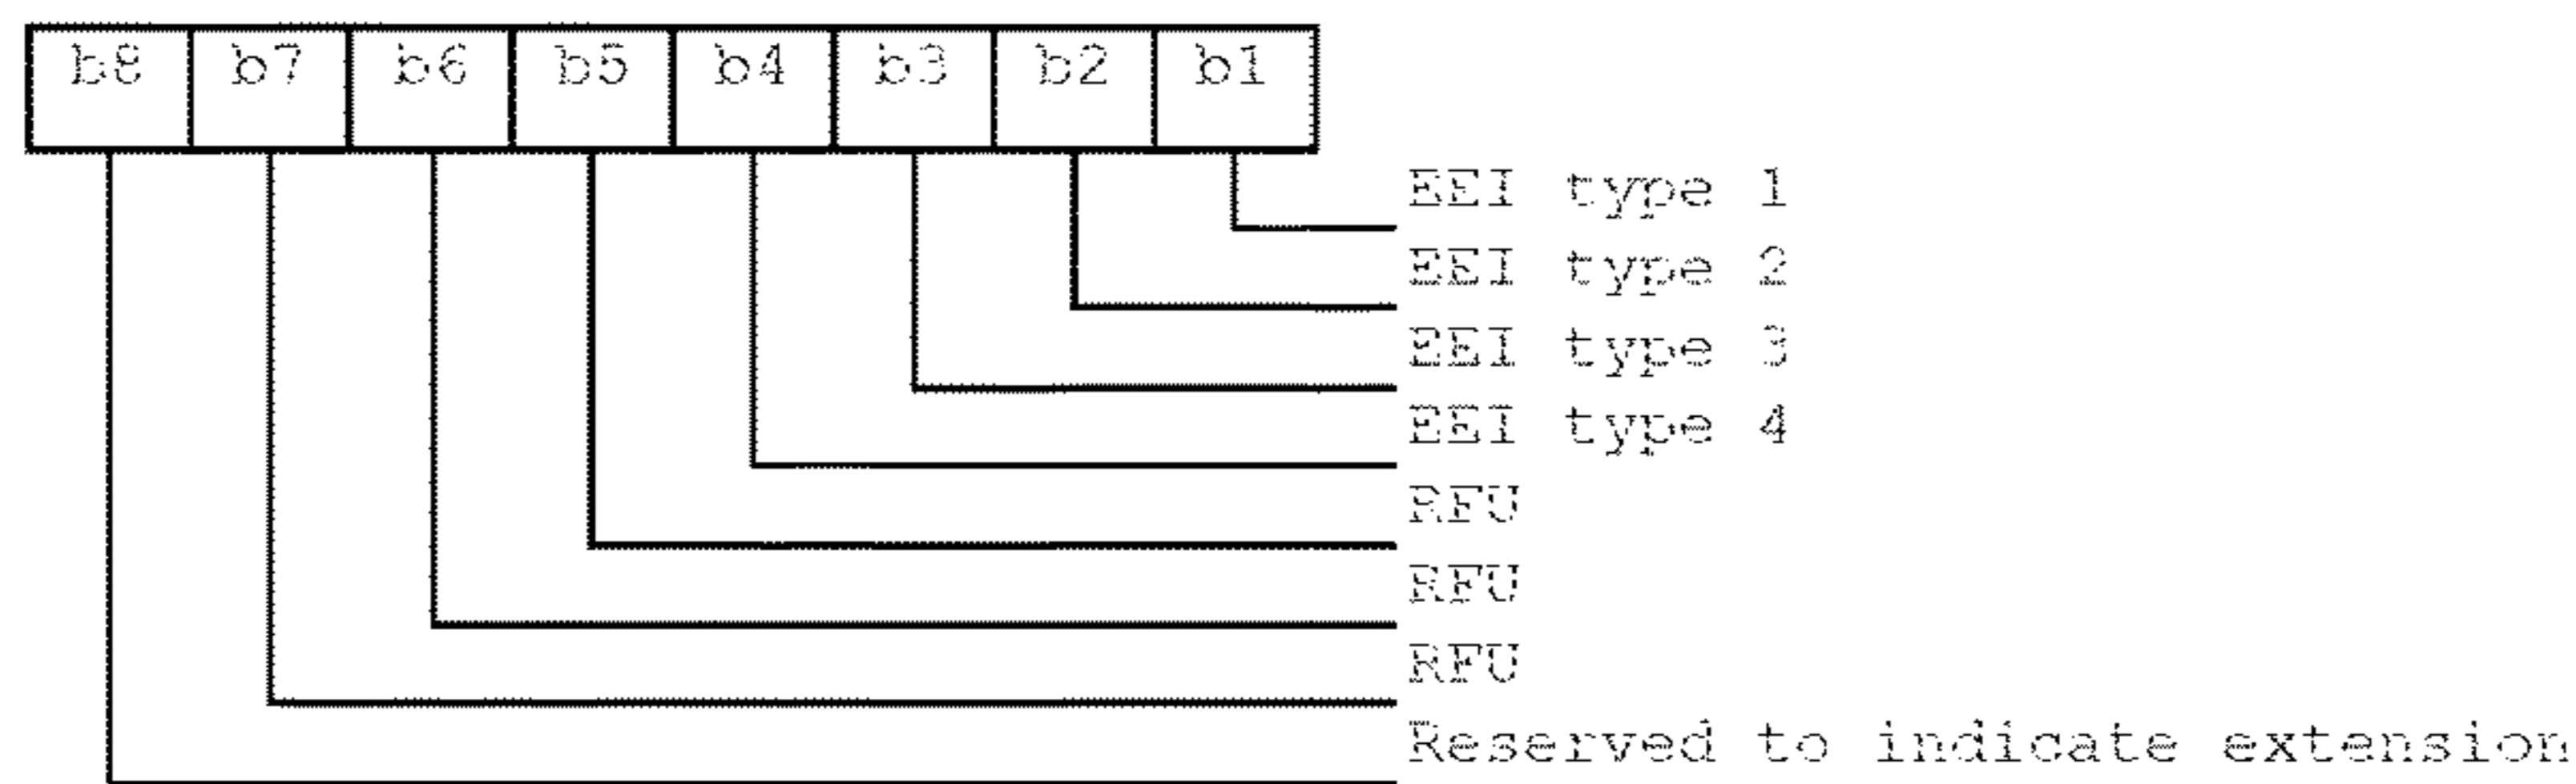 b8 b7 b6 b5 b4 b3 b2 b1
EEI type 1
EEI type 2
EEI type 3
EEI type 4
RFU
RFU
RFU
Reserved to indicate extension